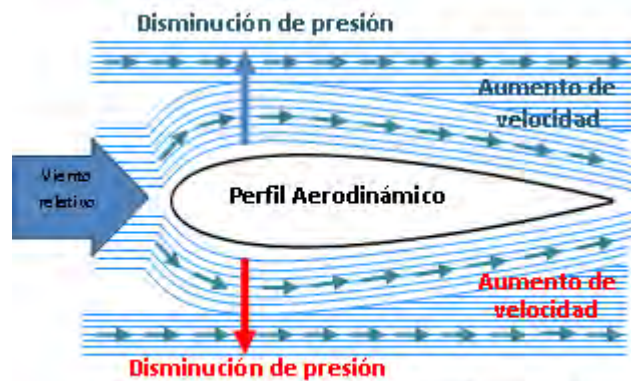 Disminución de presión
Aumento de
velocidad
Viento
relativo
Perfil Aerodinámico
Aumento de
velocidad
Disminución de presión